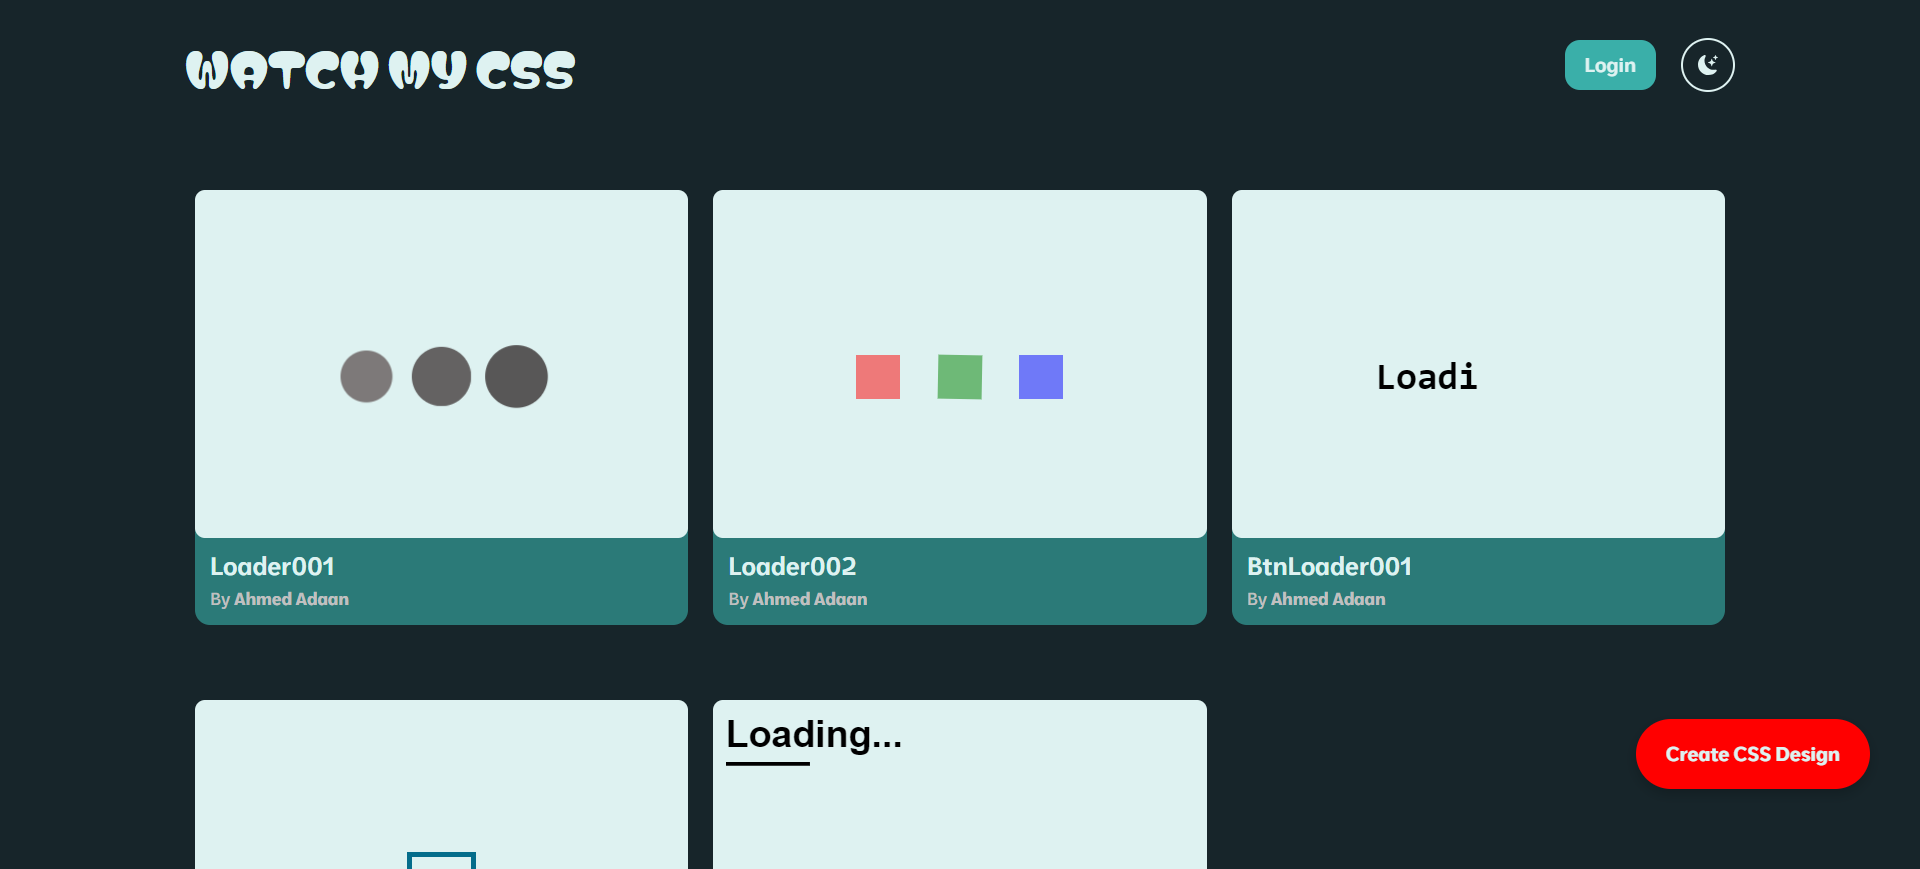 WATCH MY CSS
Login
Loadi
Loader001
By Ahmed Adaan
Loader002
By Ahmed Adaan
BtnLoader001
By Ahmed Adaan
Loading...
Create CSS Design